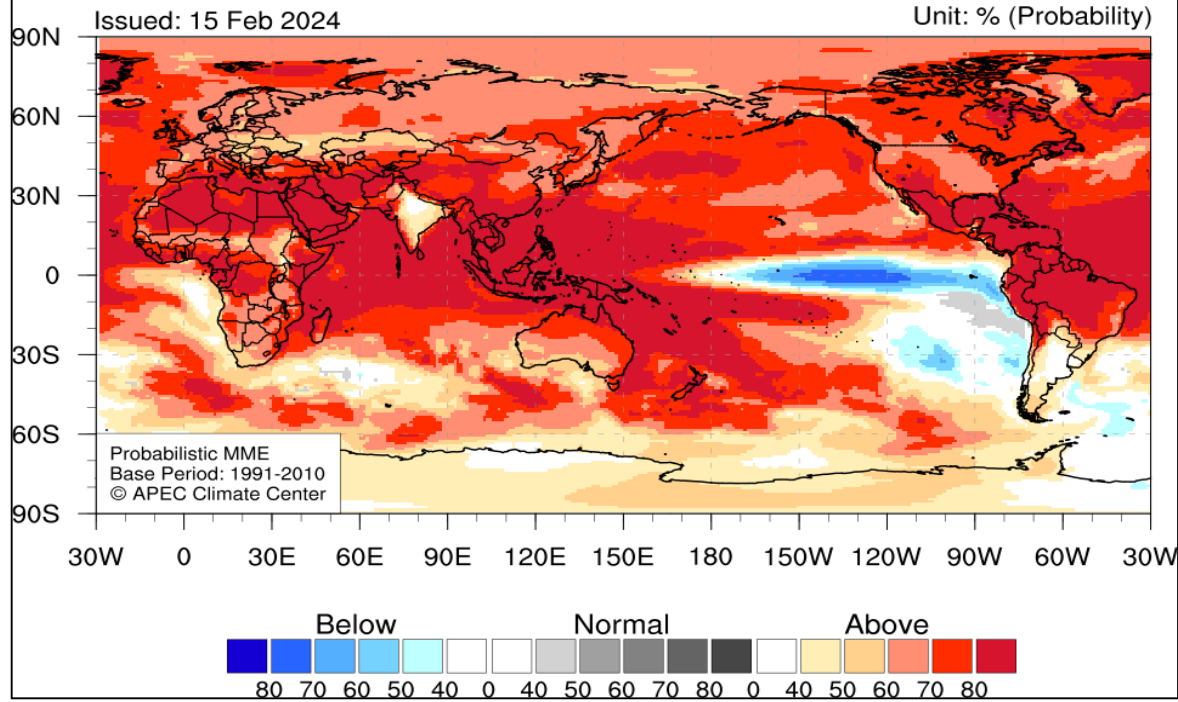 Issued: 15 Feb 2024
Unit: % (Probability)
90N
60N
30N
0
30S
60S
90S
Probabilistic MME
Base Period: 1991-2010
© APEC Climate Center
30W 0 30E 60E 90E 120E 150E 180 150W 120W 90W 60W 30W
Below Normal Above
80 70 60 50 40 0 40 50 60 70 80 0 40 50 60 70 80